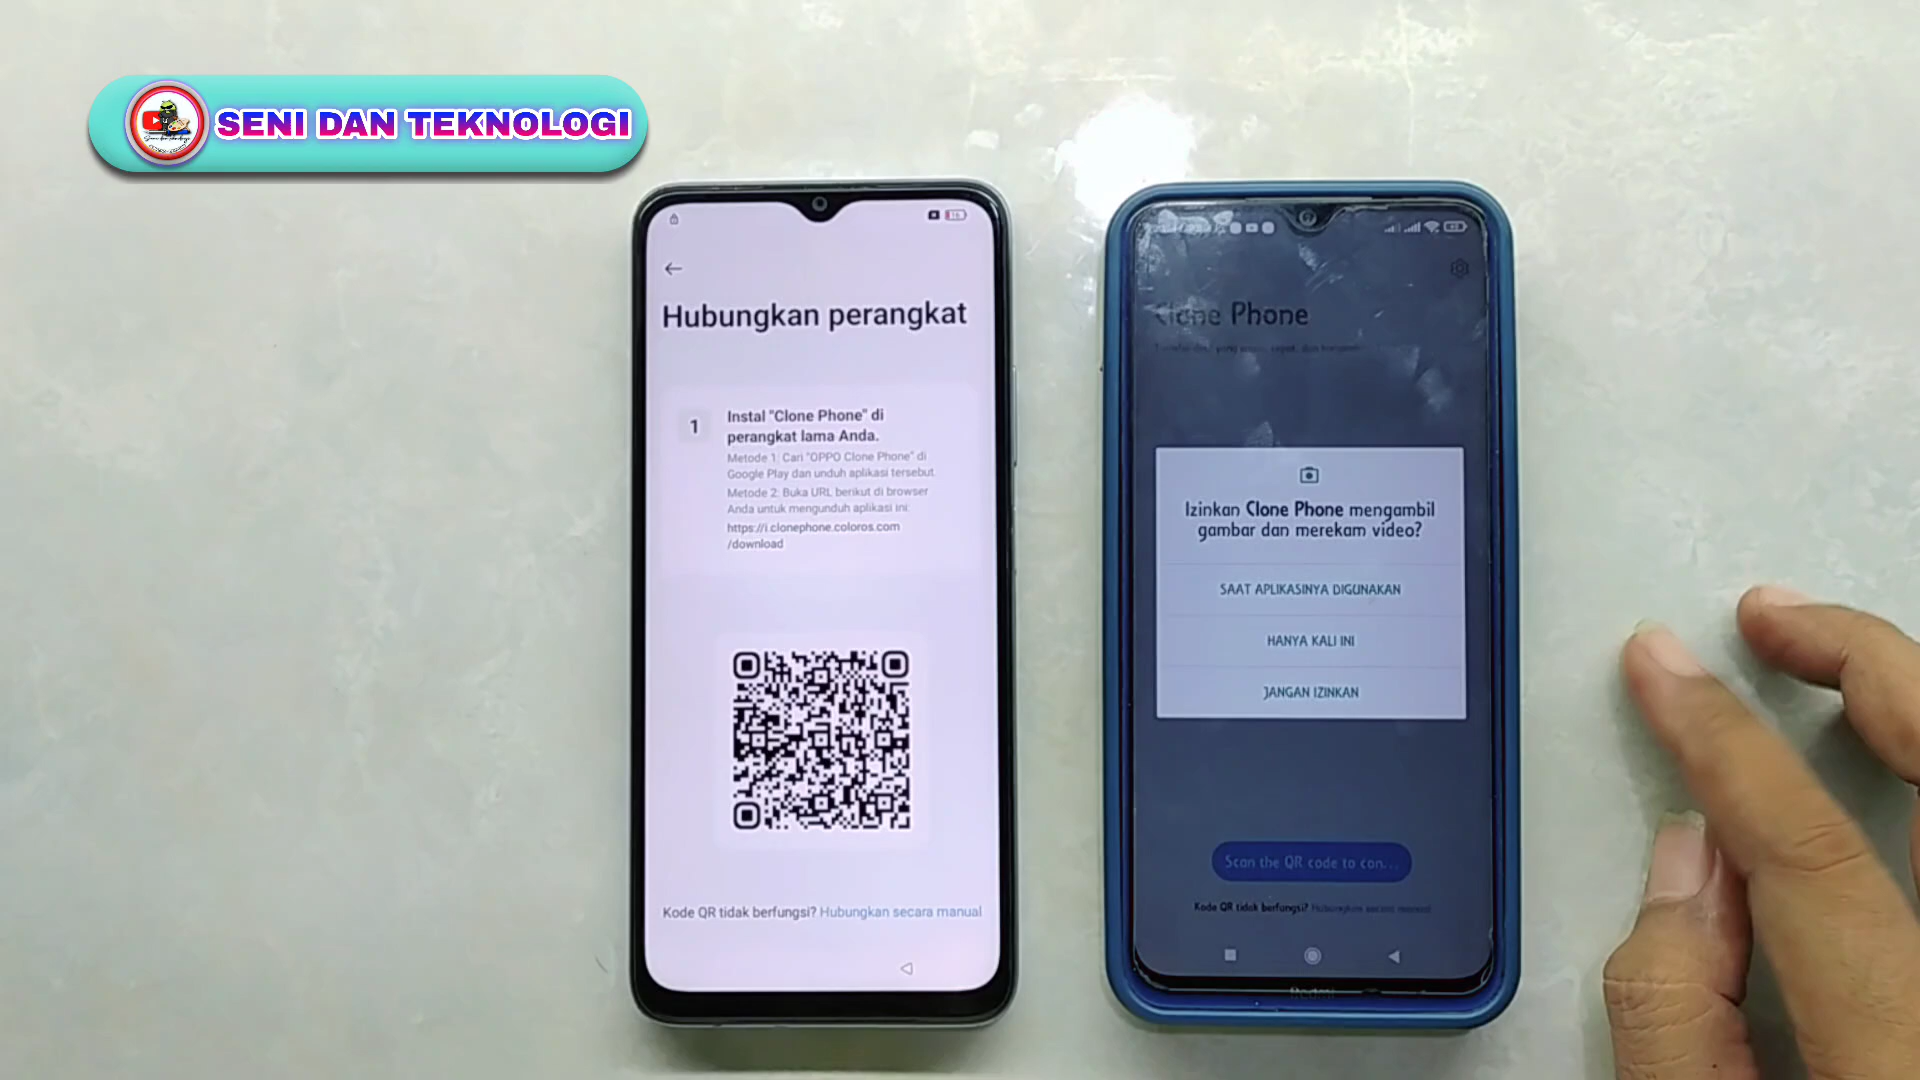 SENI DAN TEKNOLOGI
Hubungkan perangkat
1
Instal "Clone Phone" di
perangkat lama Anda.
Metode 1: Cari "OPPO Clone Phone" di
Google Play dan unduh aplikasi tersebut.
Metode 2: Buka URL berikut di browser
Anda untuk mengunduh aplikasi ini:
https://i.clonephone.coloros.com
/download
Kode QR tidak berfungsi? Hubungkan secara manual
Clone Phone
Izinkan Clone Phone mengambil
gambar dan merekam video?
SAAT APLIKASINYA DIGUNAKAN
HANYA KALI INI
JANGAN IZINKAN
Scan the QR code to con...
Kode QR tidak berfungsi? Hubungkan secara manual
Redmi